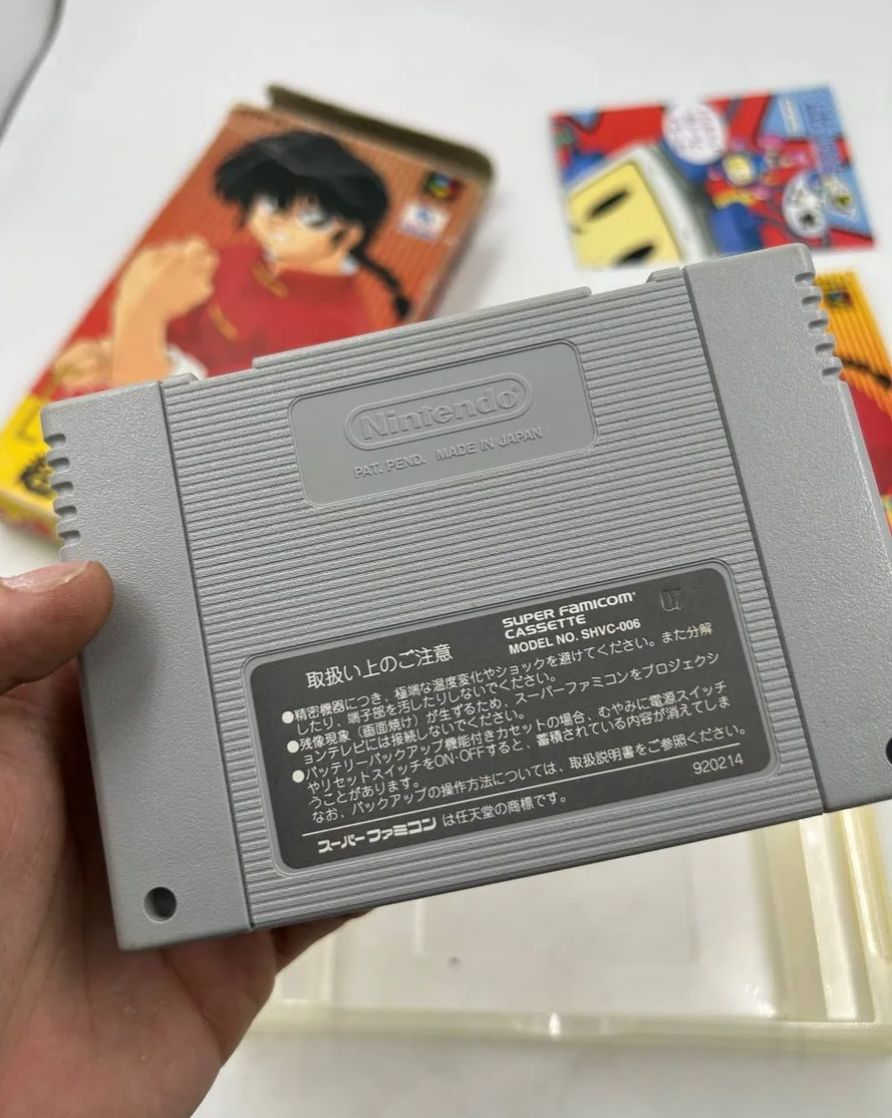 Nintendo
PAT. PEND. MADE IN JAPAN
SUPER Famicom
CASSETTE
MODEL NO. SHVC-006
07
取扱い上のご注意
●精密機器につき、極端な温度変化やショックを避けてください。また分解
したり、端子部を汚したりしないでください。
●残像現象(画面焼け)が生ずるため、スーパーファミコンをプロジェクシ
ョンテレビには接続しないでください。
●バッテリーバックアップ機能付きカセットの場合、むやみに電源スイッチ
やリセットスイッチをON·OFFすると、蓄積されている内容が消えてしま
うことがあります。
なお、バックアップの操作方法については、取扱説明書をご参照ください。
920214
スーパーファミコンは任天堂の商標です。